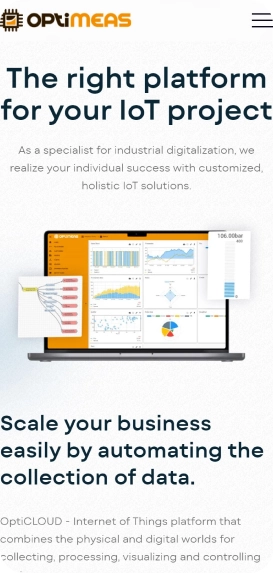 OPTIMEAS
The right platform
for your IoT project
As a specialist for industrial digitalization, we
realize your individual success with customized,
holistic IoT solutions.
106.00bar
Scale your business
easily by automating the
collection of data.
OptiCLOUD - Internet of Things platform that
combines the physical and digital worlds for
collecting, processing, visualizing and controlling